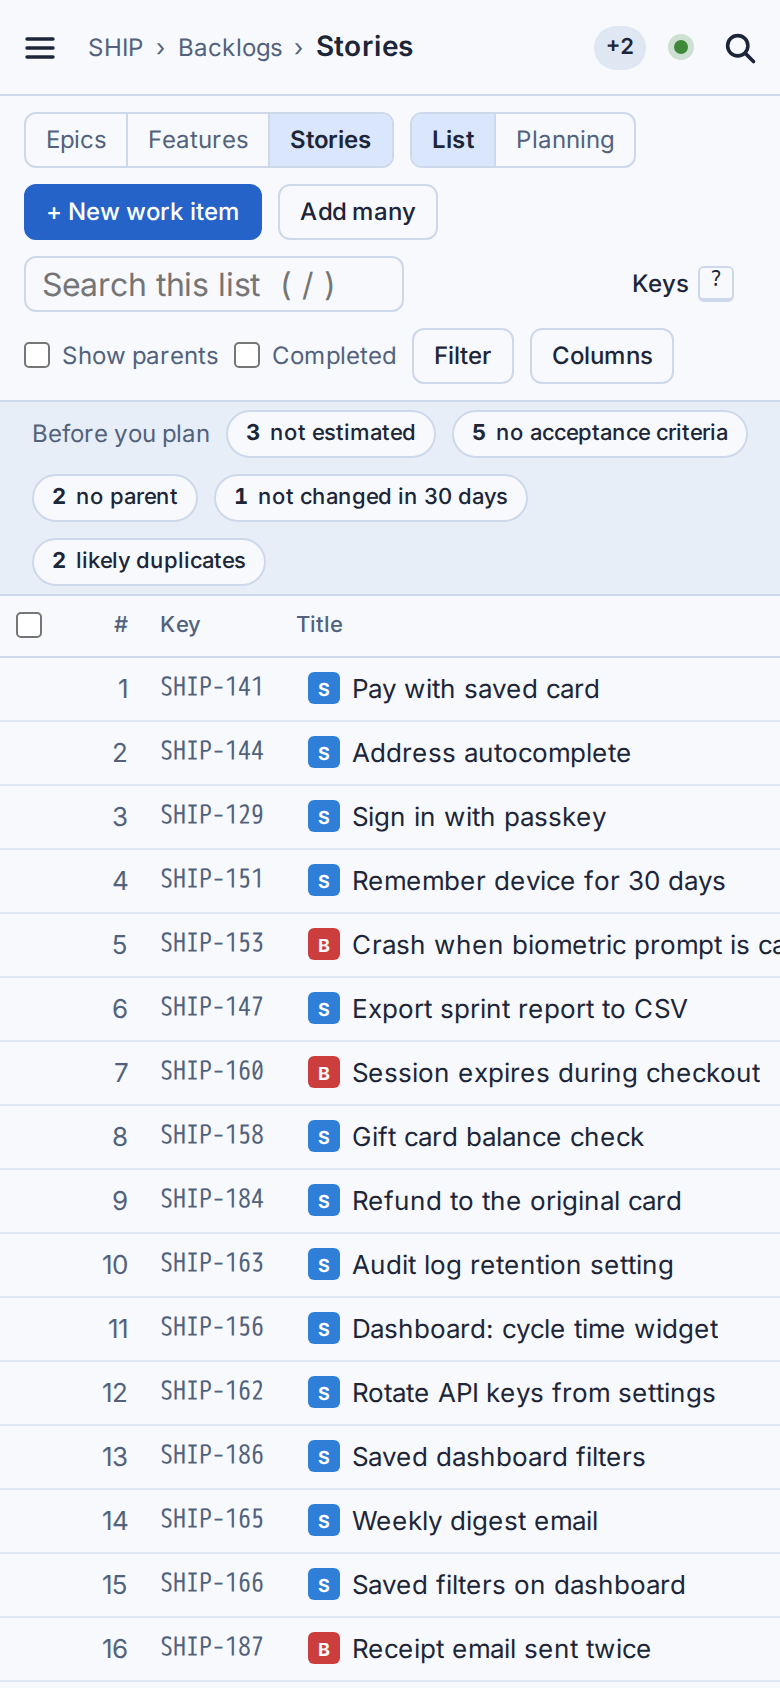 SHIP › Backlogs › Stories +2
Epics Features Stories List Planning
+ New work item Add many
Search this list ( / ) Keys ?
Show parents Completed Filter Columns
Before you plan 3 not estimated 5 no acceptance criteria
2 no parent 1 not changed in 30 days
2 likely duplicates
# Key Title
1 SHIP-141 S Pay with saved card
2 SHIP-144 S Address autocomplete
3 SHIP-129 S Sign in with passkey
4 SHIP-151 S Remember device for 30 days
5 SHIP-153 B Crash when biometric prompt is ca
6 SHIP-147 S Export sprint report to CSV
7 SHIP-160 B Session expires during checkout
8 SHIP-158 S Gift card balance check
9 SHIP-184 S Refund to the original card
10 SHIP-163 S Audit log retention setting
11 SHIP-156 S Dashboard: cycle time widget
12 SHIP-162 S Rotate API keys from settings
13 SHIP-186 S Saved dashboard filters
14 SHIP-165 S Weekly digest email
15 SHIP-166 S Saved filters on dashboard
16 SHIP-187 B Receipt email sent twice